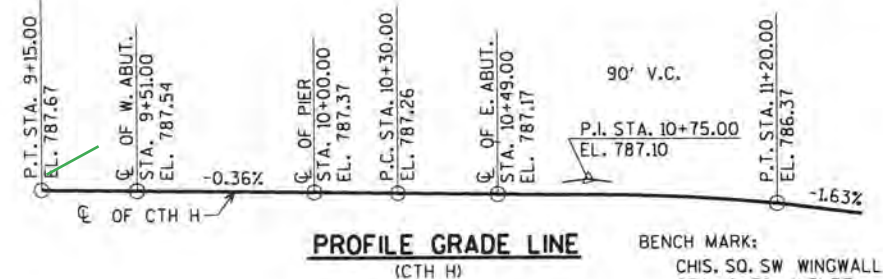 P.T. STA. 9+15.00
EL. 787.67
℄ OF W. ABUT.
STA. 9+51.00
EL. 787.54
-0.36%
℄ OF CTH H
℄ OF PIER
STA. 10+00.00
EL. 787.37
P.C. STA. 10+30.00
EL. 787.26
℄ OF E. ABUT.
STA. 10+49.00
EL. 787.17
90' V.C.
P.I. STA. 10+75.00
EL. 787.10
P.T. STA. 11+20.00
EL. 786.37
-1.63%
PROFILE GRADE LINE
(CTH H)
BENCH MARK:
CHIS. SQ. SW WINGWALL